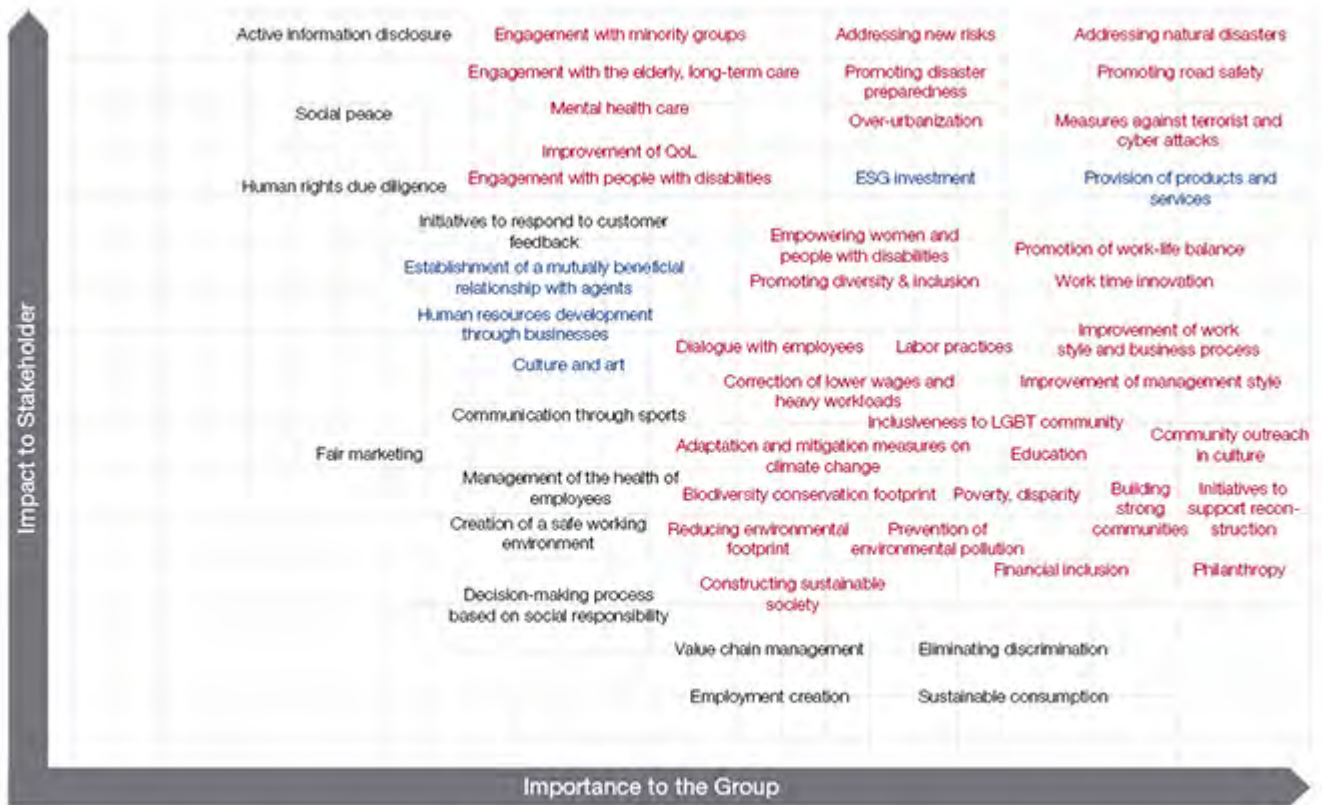 Active information disclosure
Engagement with minority groups
Addressing new risks
Addressing natural disasters
Engagement with the elderly, long-term care
Promoting disaster
preparedness
Promoting road safety
Social peace
Mental health care
Over-urbanization
Measures against terrorist and
cyber attacks
Improvement of QoL
Human rights due diligence
Engagement with people with disabilities
ESG investment
Provision of products and
services
Initiatives to respond to customer
feedback
Empowering women and
people with disabilities
Promotion of work-life balance
Establishment of a mutually beneficial
relationship with agents
Promoting diversity & inclusion
Work time innovation
Human resources development
through businesses
Dialogue with employees
Labor practices
Improvement of work
style and business process
Culture and art
Correction of lower wages and
heavy workloads
Improvement of management style
Communication through sports
Inclusiveness to LGBT community
Fair marketing
Adaptation and mitigation measures on
climate change
Education
Community outreach
in culture
Management of the health of
employees
Biodiversity conservation footprint
Poverty, disparity
Building
strong
communities
Initiatives to
support recon-
struction
Creation of a safe working
environment
Reducing environmental
footprint
Prevention of
environmental pollution
Financial inclusion
Philanthropy
Decision-making process
based on social responsibility
Constructing sustainable
society
Value chain management
Eliminating discrimination
Employment creation
Sustainable consumption
Impact to Stakeholder
Importance to the Group